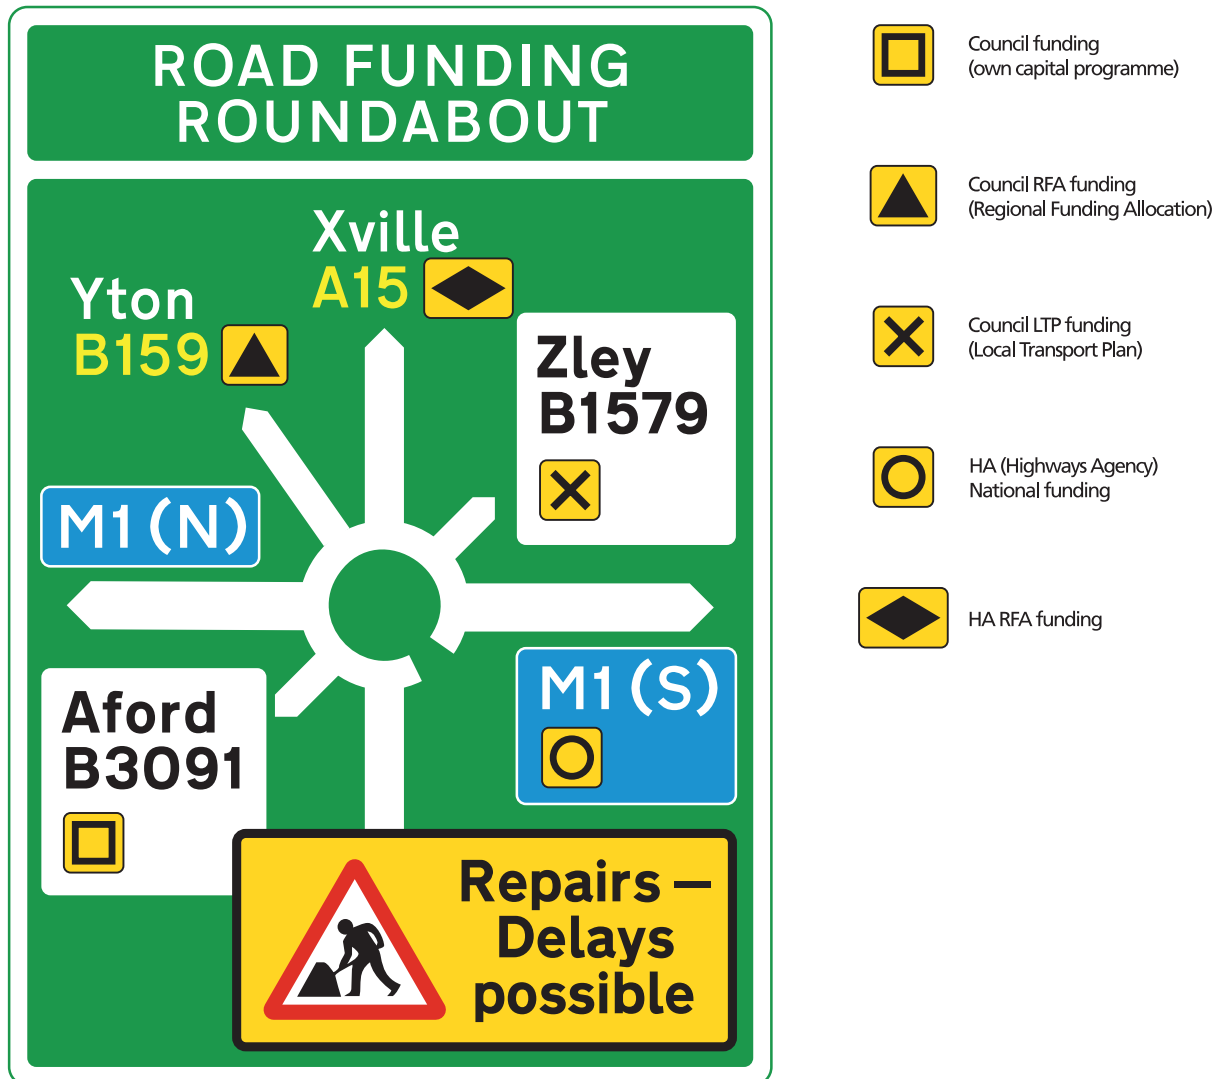 ROAD FUNDING
ROUNDABOUT
Xville
A15
Yton
B159
Zley
B1579
M1 (N)
M1 (S)
Aford
B3091
Repairs –
Delays
possible
Council funding
(own capital programme)
Council RFA funding
(Regional Funding Allocation)
Council LTP funding
(Local Transport Plan)
HA (Highways Agency)
National funding
HA RFA funding